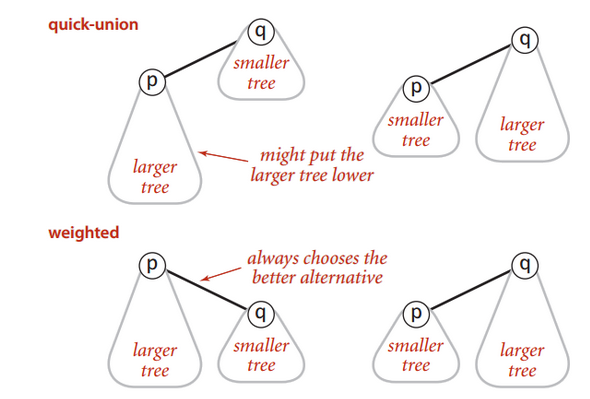 quick-union
q
smaller
tree
p
larger
tree
might put the
larger tree lower
q
p
smaller
tree
larger
tree
weighted
p
always chooses the
better alternative
q
larger
tree
smaller
tree
q
p
smaller
tree
larger
tree